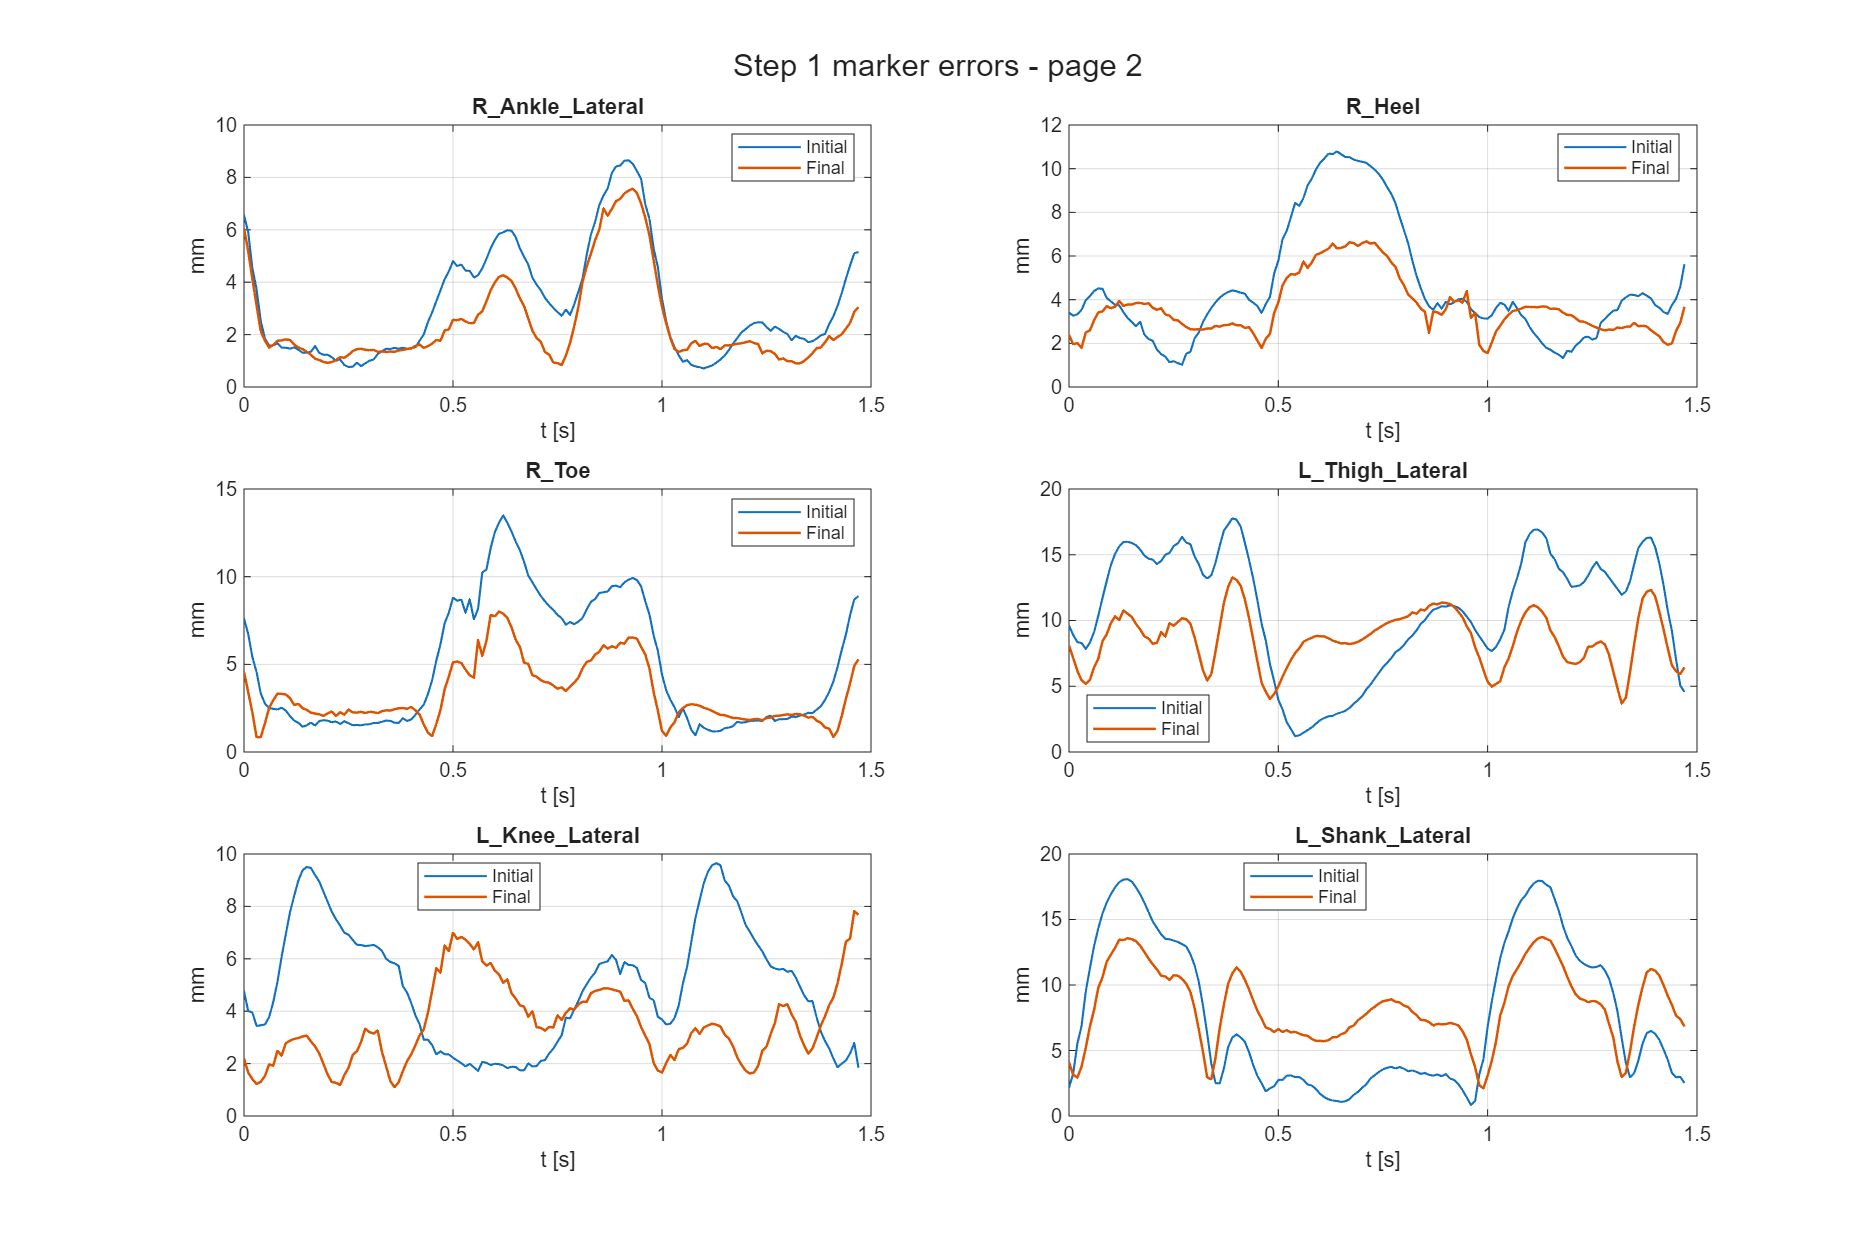 Step 1 marker errors - page 2
R_Ankle_Lateral
10
8
6
4
2
0
mm
0 0.5 1 1.5
t [s]
Initial
Final
R_Heel
12
10
8
6
4
2
0
mm
0 0.5 1 1.5
t [s]
Initial
Final
R_Toe
15
10
5
0
mm
0 0.5 1 1.5
t [s]
Initial
Final
L_Thigh_Lateral
20
15
10
5
0
mm
0 0.5 1 1.5
t [s]
Initial
Final
L_Knee_Lateral
10
8
6
4
2
0
mm
0 0.5 1 1.5
t [s]
Initial
Final
L_Shank_Lateral
20
15
10
5
0
mm
0 0.5 1 1.5
t [s]
Initial
Final